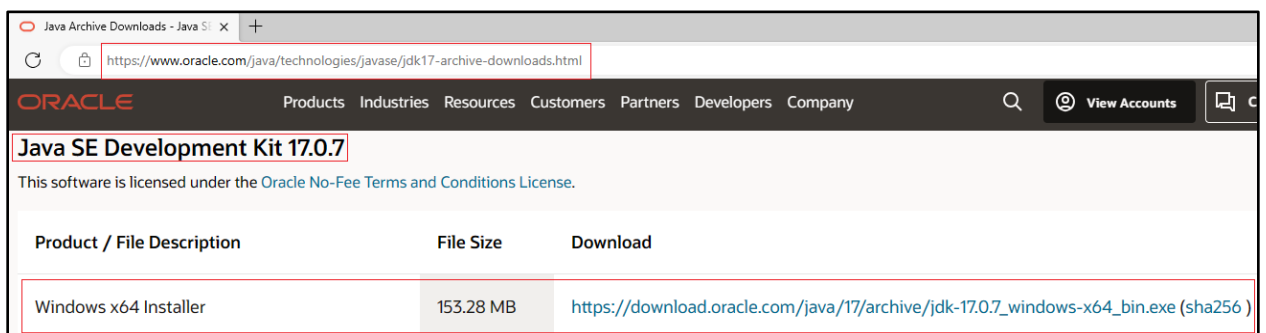 Java Archive Downloads - Java S
https://www.oracle.com/java/technologies/javase/jdk17-archive-downloads.html
ORACLE Products Industries Resources Customers Partners Developers Company View Accounts
Java SE Development Kit 17.0.7
This software is licensed under the Oracle No-Fee Terms and Conditions License.
Product / File Description File Size Download
Windows x64 Installer 153.28 MB https://download.oracle.com/java/17/archive/jdk-17.0.7_windows-x64_bin.exe (sha256 )